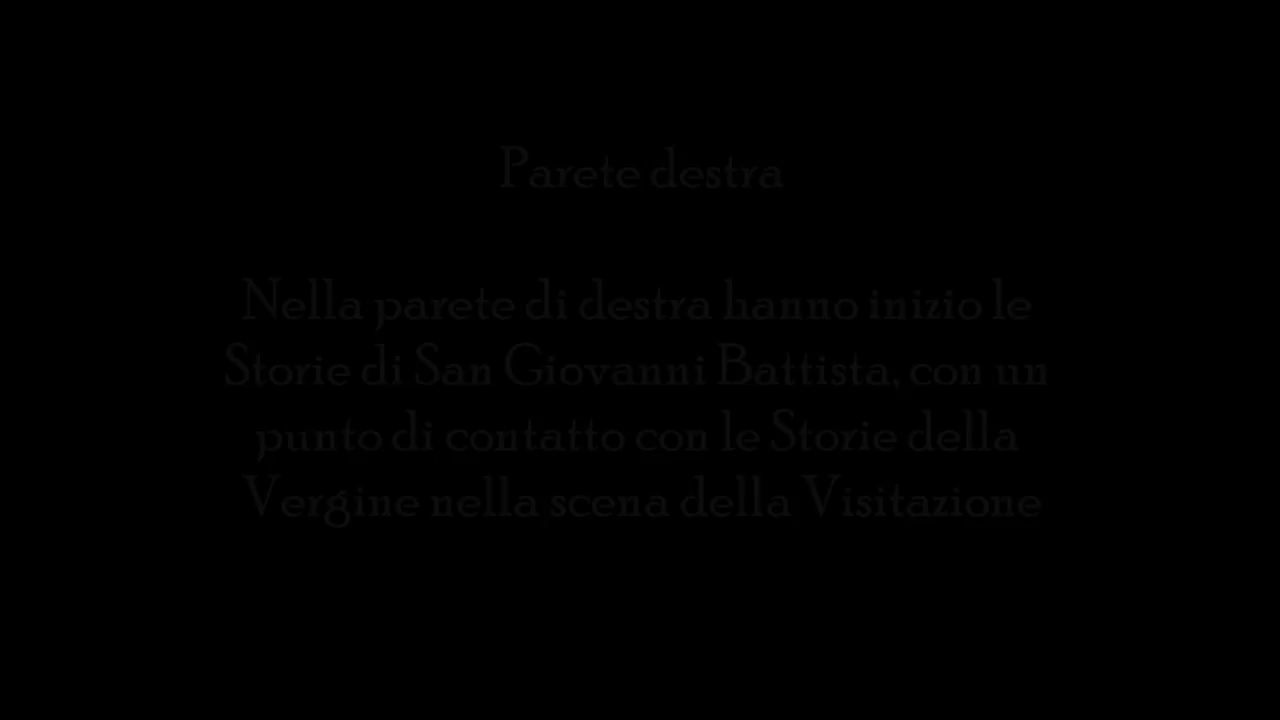 Parete destra
Nella parete di destra hanno inizio le
Storie di San Giovanni Battista, con un
punto di contatto con le Storie della
Vergine nella scena della Visitazione